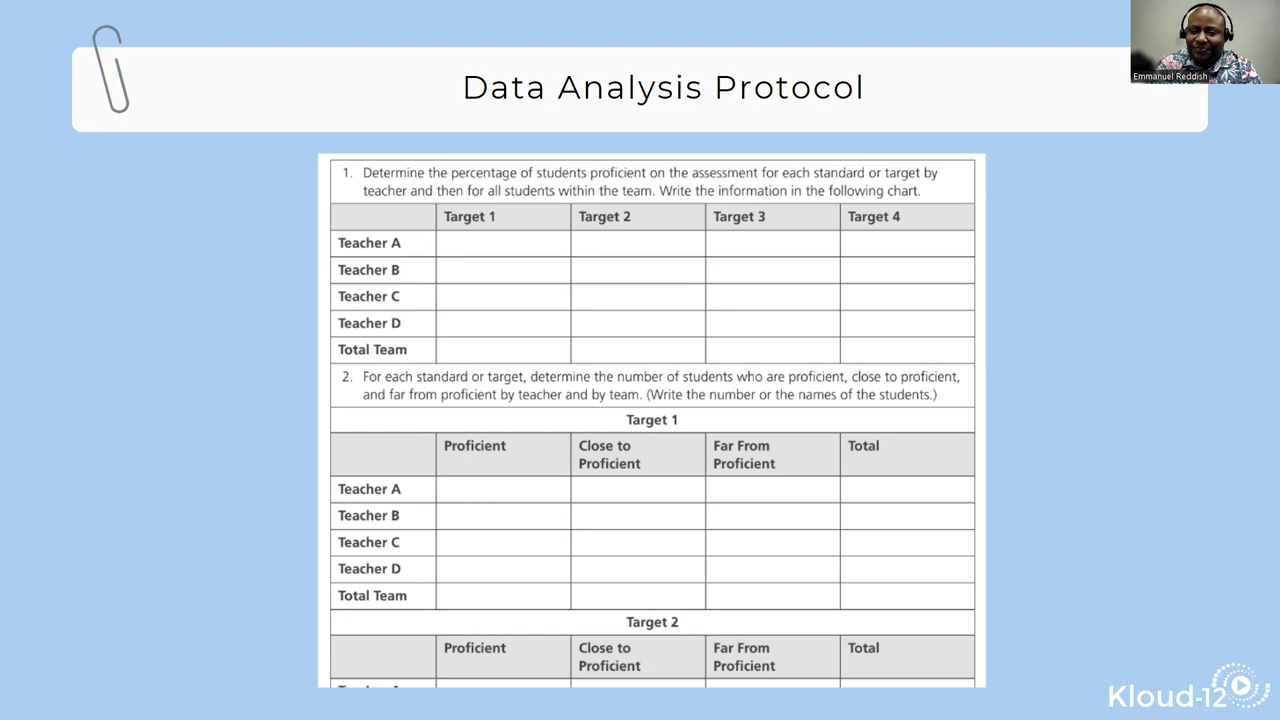 Data Analysis Protocol
Emmanuel Reddish
1. Determine the percentage of students proficient on the assessment for each standard or target by
teacher and then for all students within the team. Write the information in the following chart.
Target 1 Target 2 Target 3 Target 4
Teacher A
Teacher B
Teacher C
Teacher D
Total Team
2. For each standard or target, determine the number of students who are proficient, close to proficient,
and far from proficient by teacher and by team. (Write the number or the names of the students.)
Target 1
Proficient Close to Proficient Far From Proficient Total
Teacher A
Teacher B
Teacher C
Teacher D
Total Team
Target 2
Proficient Close to Proficient Far From Proficient Total
Kloud-12